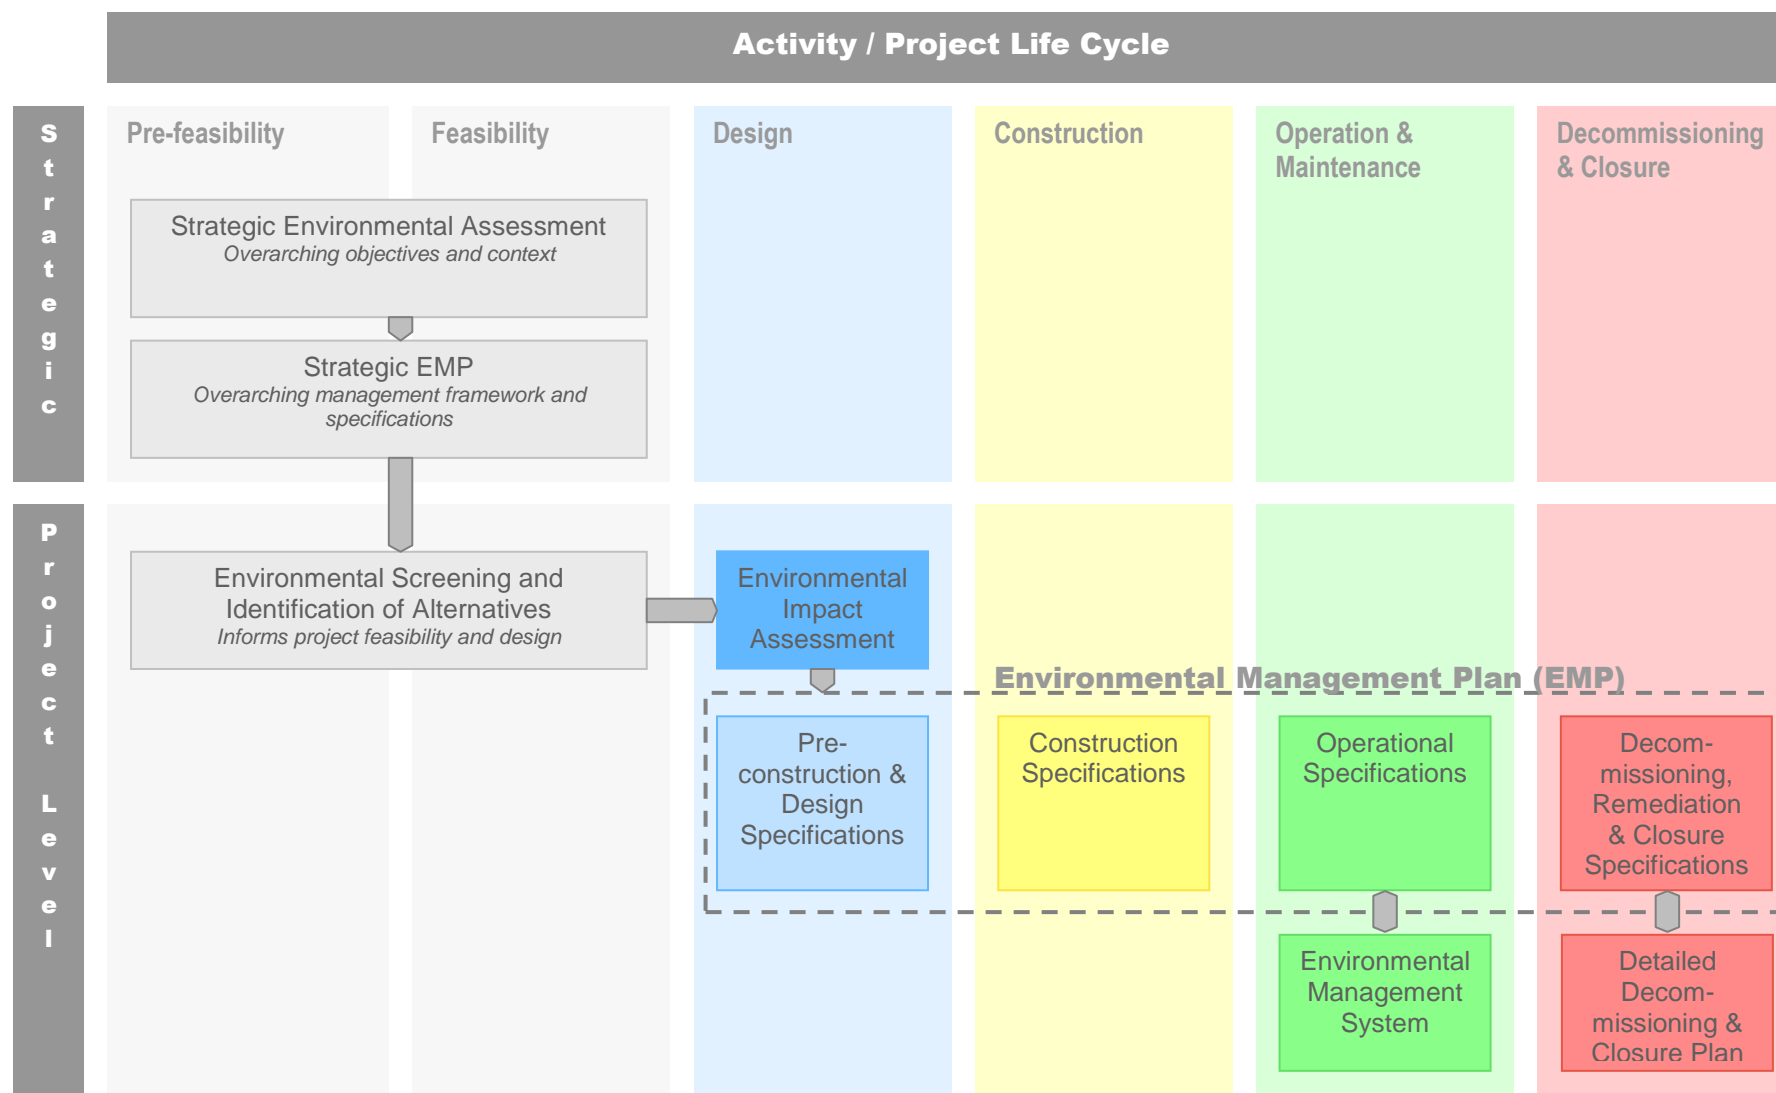 Activity / Project Life Cycle
Strategic
Pre-feasibility
Feasibility
Design
Construction
Operation &
Maintenance
Decommissioning
& Closure
Strategic Environmental Assessment
Overarching objectives and context
Strategic EMP
Overarching management framework and
specifications
Project Level
Environmental Screening and
Identification of Alternatives
Informs project feasibility and design
Environmental
Impact
Assessment
Environmental Management Plan (EMP)
Pre-
construction &
Design
Specifications
Construction
Specifications
Operational
Specifications
Decom-
missioning,
Remediation
& Closure
Specifications
Environmental
Management
System
Detailed
Decom-
missioning &
Closure Plan